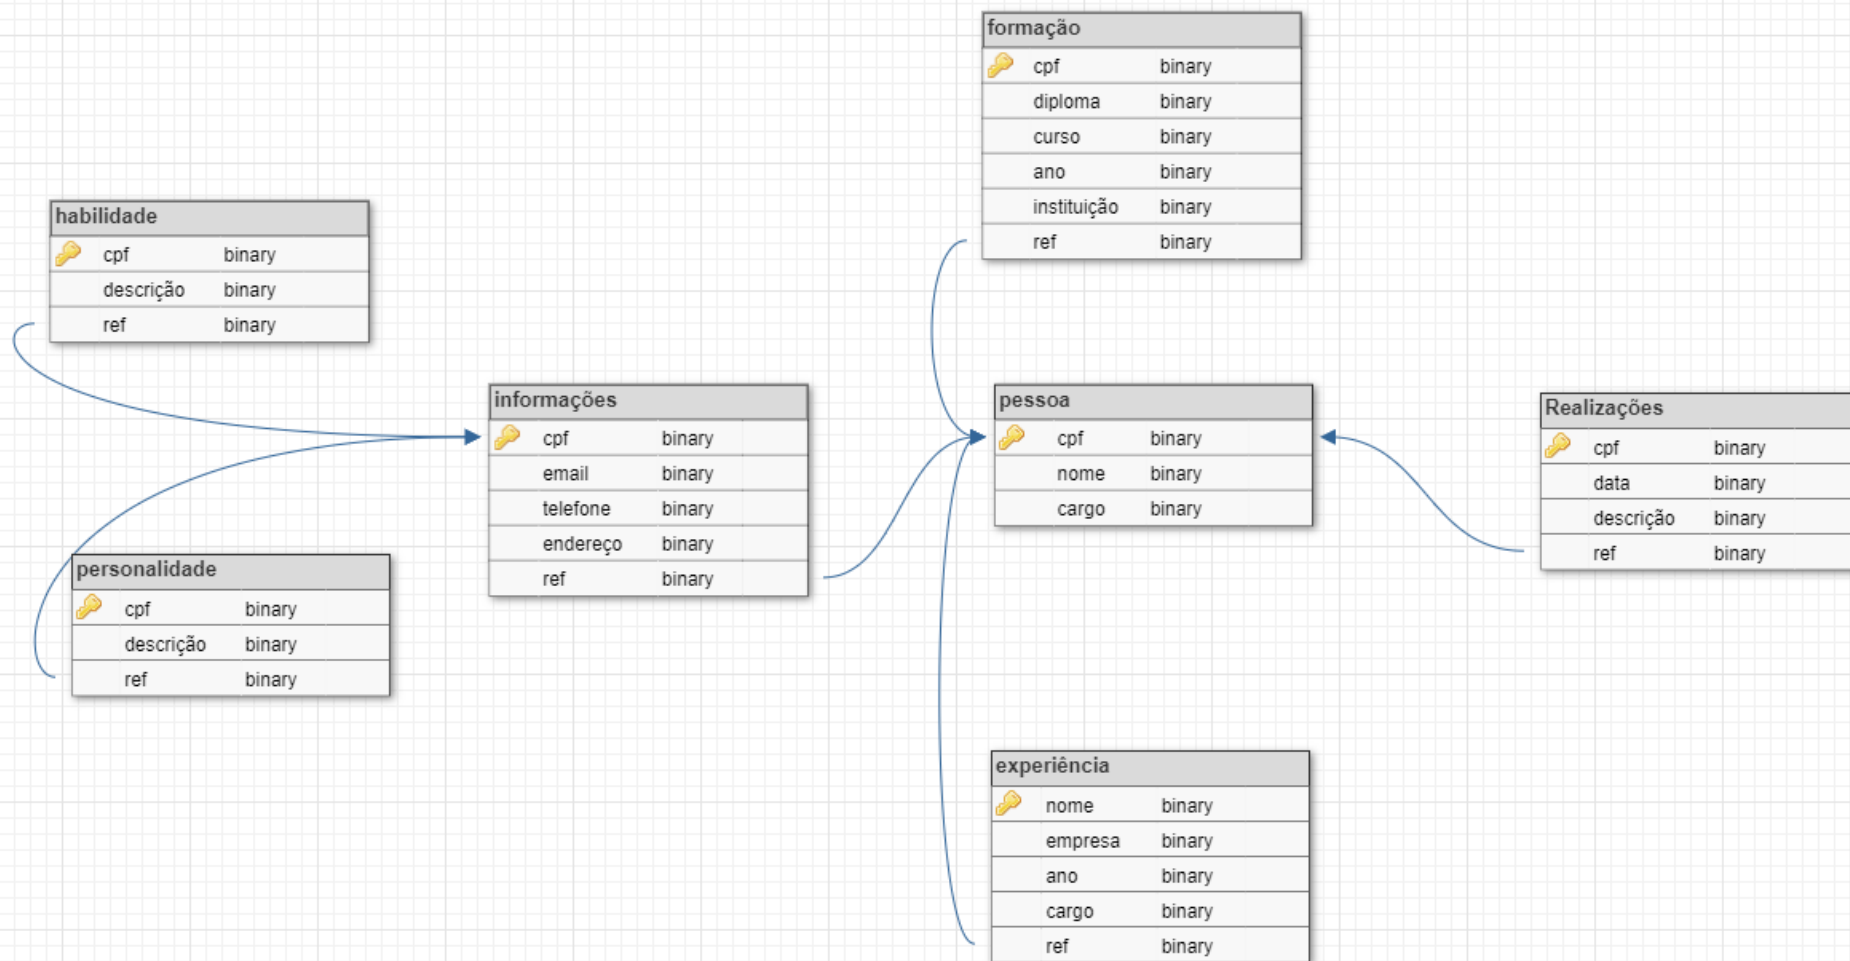 formação
cpf binary
diploma binary
curso binary
ano binary
instituição binary
ref binary
habilidade
cpf binary
descrição binary
ref binary
informações
cpf binary
email binary
telefone binary
endereço binary
ref binary
pessoa
cpf binary
nome binary
cargo binary
Realizações
cpf binary
data binary
descrição binary
ref binary
personalidade
cpf binary
descrição binary
ref binary
experiência
nome binary
empresa binary
ano binary
cargo binary
ref binary